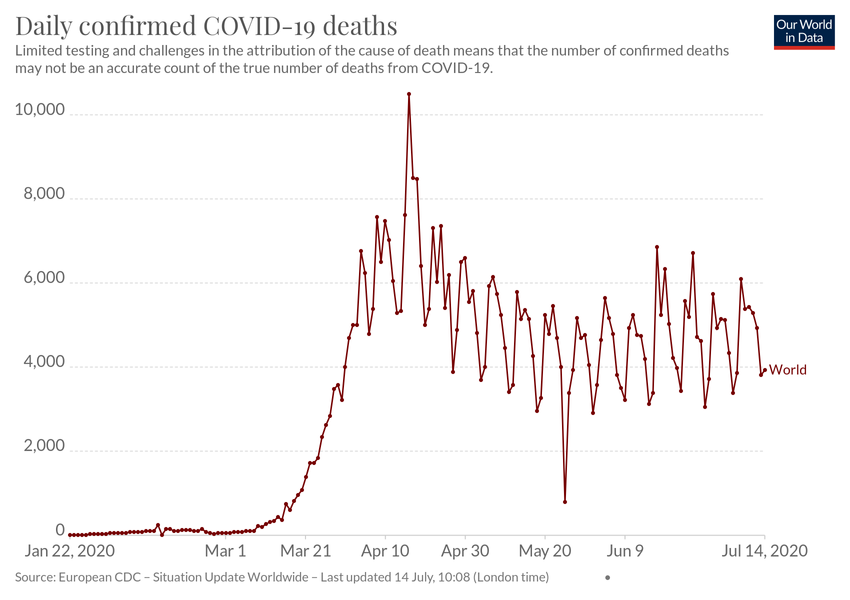 Daily confirmed COVID-19 deaths
Our World
in Data
Limited testing and challenges in the attribution of the cause of death means that the number of confirmed deaths
may not be an accurate count of the true number of deaths from COVID-19.
10,000
8,000
6,000
4,000
World
2,000
0
Jan 22, 2020 Mar 1 Mar 21 Apr 10 Apr 30 May 20 Jun 9 Jul 14, 2020
Source: European CDC – Situation Update Worldwide – Last updated 14 July, 10:08 (London time) •